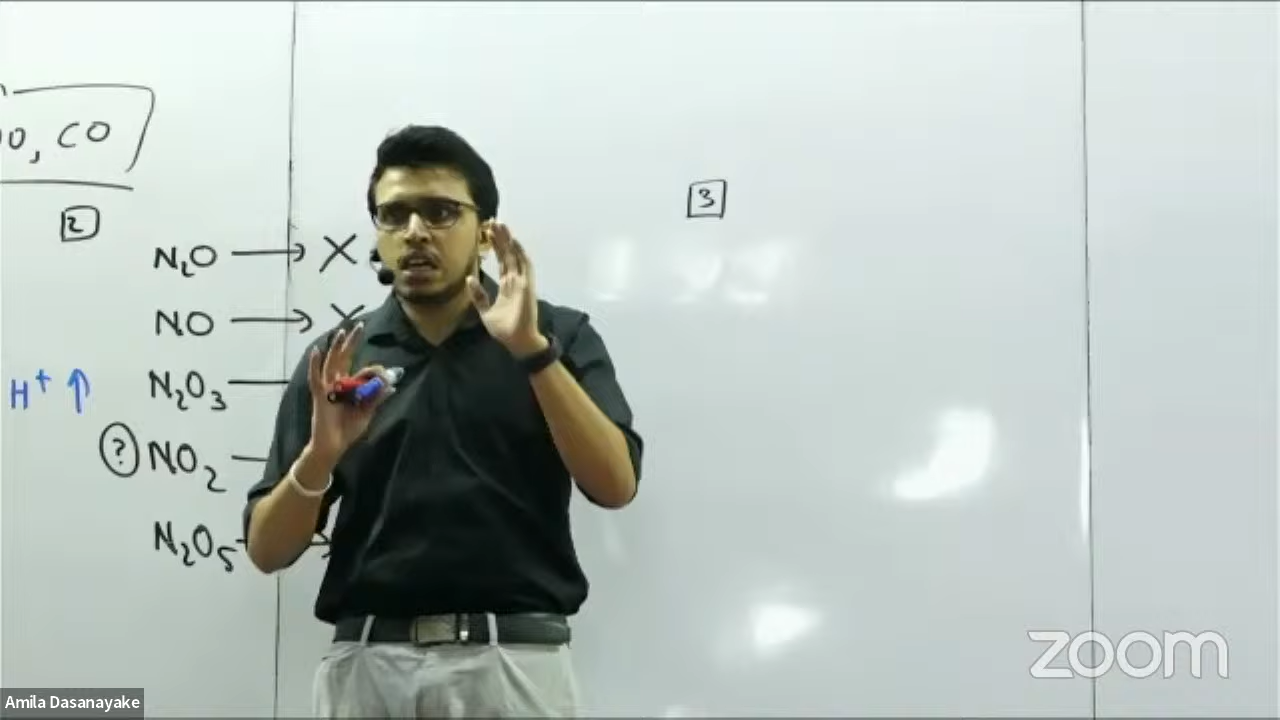 O, CO
2
N₂O → X
NO → X
N₂O₃
H⁺ ↑
? NO₂
N₂O₅ →
3
zoom
Amila Dasanayake